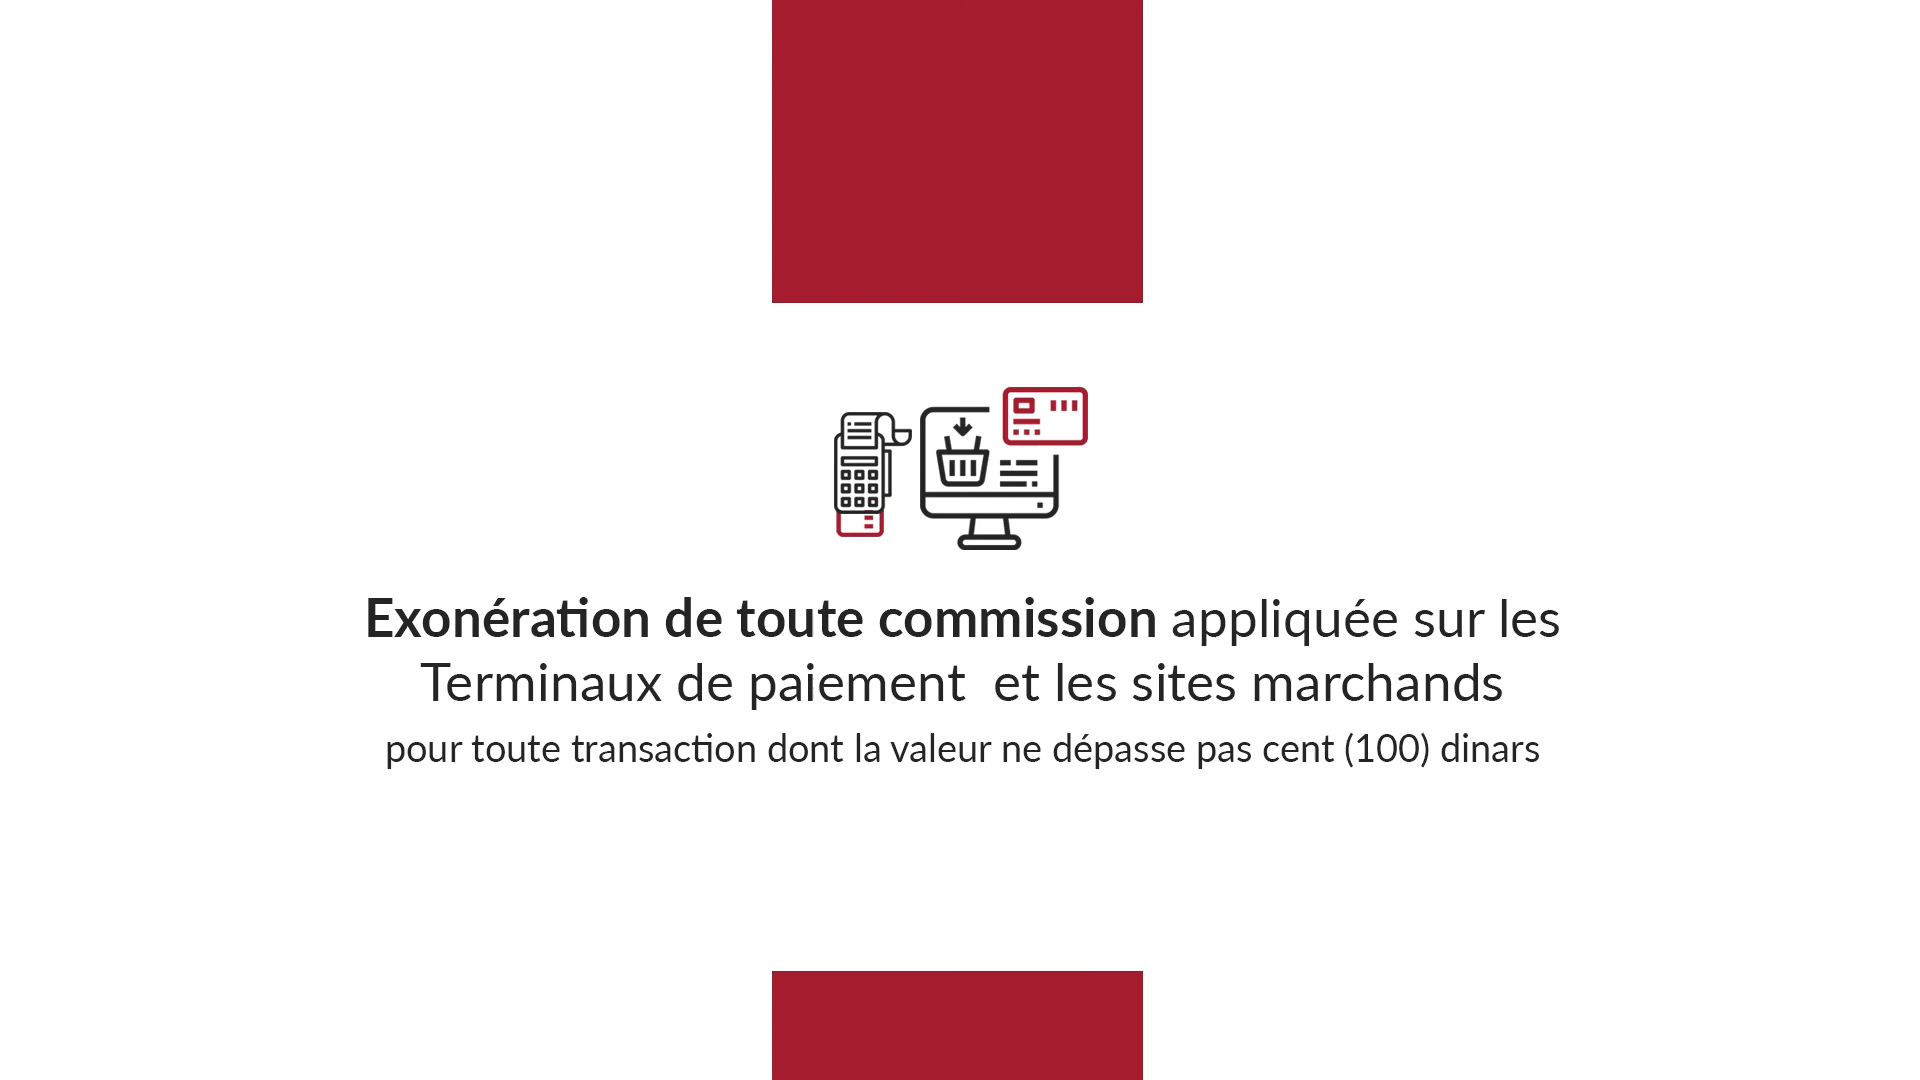 Exonération de toute commission appliquée sur les
Terminaux de paiement  et les sites marchands
pour toute transaction dont la valeur ne dépasse pas cent (100) dinars